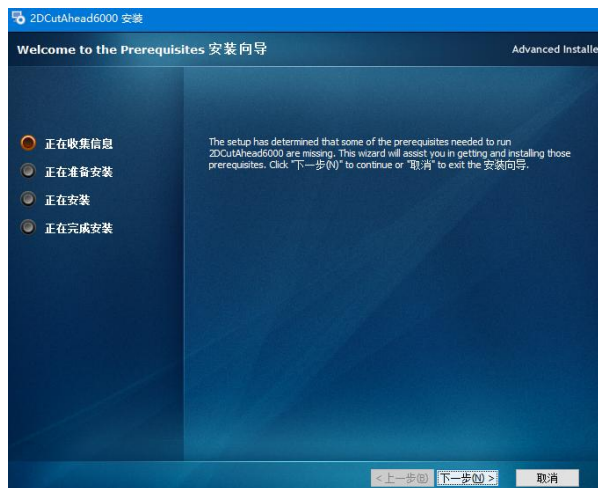 2DCutAhead6000 安装
Welcome to the Prerequisites 安装向导
Advanced Installe
正在收集信息
正在准备安装
正在安装
正在完成安装
The setup has determined that some of the prerequisites needed to run
2DCutAhead6000 are missing. This wizard will assist you in getting and installing those
prerequisites. Click "下一步(N)" to continue or "取消" to exit the 安装向导.
<上一步(B)
下一步(N) >
取消